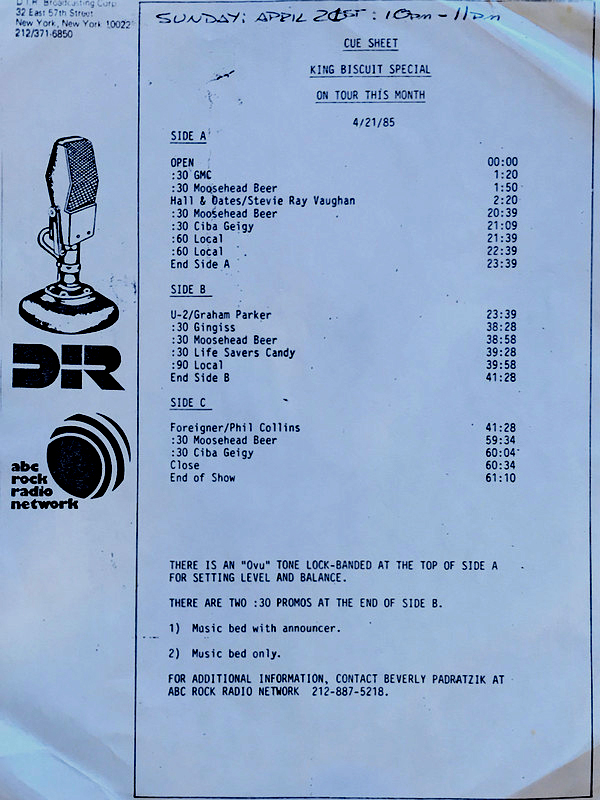 D.I.R. Broadcasting Corp
32 East 57th Street
New York, New York 10022
212/371-6850
SUNDAY: APRIL 21ST: 10pm - 11pm
CUE SHEET
KING BISCUIT SPECIAL
ON TOUR THIS MONTH
4/21/85
SIDE A
OPEN 00:00
:30 GMC 1:20
:30 Moosehead Beer 1:50
Hall & Oates/Stevie Ray Vaughan 2:20
:30 Moosehead Beer 20:39
:30 Ciba Geigy 21:09
:60 Local 21:39
:60 Local 22:39
End Side A 23:39
SIDE B
U-2/Graham Parker 23:39
:30 Gingiss 38:28
:30 Moosehead Beer 38:58
:30 Life Savers Candy 39:28
:90 Local 39:58
End Side B 41:28
SIDE C
Foreigner/Phil Collins 41:28
:30 Moosehead Beer 59:34
:30 Ciba Geigy 60:04
Close 60:34
End of Show 61:10
DIR
abc
rock
radio
network
THERE IS AN "Ovu" TONE LOCK-BANDED AT THE TOP OF SIDE A
FOR SETTING LEVEL AND BALANCE.
THERE ARE TWO :30 PROMOS AT THE END OF SIDE B.
1) Music bed with announcer.
2) Music bed only.
FOR ADDITIONAL INFORMATION, CONTACT BEVERLY PADRATZIK AT
ABC ROCK RADIO NETWORK 212-887-5218.